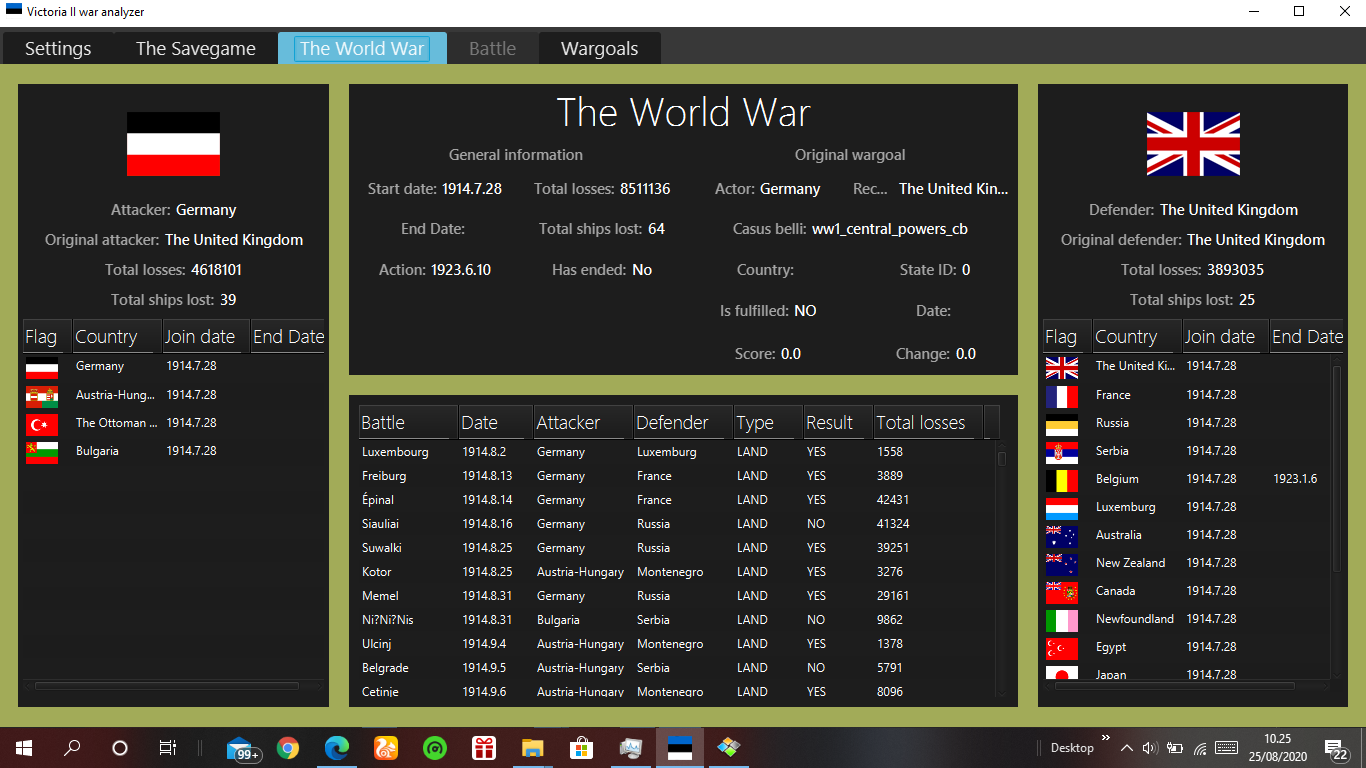 Victoria II war analyzer
Settings The Savegame The World War Battle Wargoals
Attacker: Germany
Original attacker: The United Kingdom
Total losses: 4618101
Total ships lost: 39
Flag Country Join date End Date
Germany 1914.7.28
Austria-Hung... 1914.7.28
The Ottoman ... 1914.7.28
Bulgaria 1914.7.28
The World War
General information Original wargoal
Start date: 1914.7.28 Total losses: 8511136 Actor: Germany Rec... The United Kin...
End Date: Total ships lost: 64 Casus belli: ww1_central_powers_cb
Action: 1923.6.10 Has ended: No Country: State ID: 0
Is fulfilled: NO Date:
Score: 0.0 Change: 0.0
Battle Date Attacker Defender Type Result Total losses
Luxembourg 1914.8.2 Germany Luxemburg LAND YES 1558
Freiburg 1914.8.13 Germany France LAND YES 3889
Épinal 1914.8.14 Germany France LAND YES 42431
Siauliai 1914.8.16 Germany Russia LAND NO 41324
Suwalki 1914.8.25 Germany Russia LAND YES 39251
Kotor 1914.8.25 Austria-Hungary Montenegro LAND YES 3276
Memel 1914.8.31 Germany Russia LAND YES 29161
Ni?Ni?Nis 1914.8.31 Bulgaria Serbia LAND NO 9862
Ulcinj 1914.9.4 Austria-Hungary Montenegro LAND YES 1378
Belgrade 1914.9.5 Austria-Hungary Serbia LAND NO 5791
Cetinje 1914.9.6 Austria-Hungary Montenegro LAND YES 8096
Defender: The United Kingdom
Original defender: The United Kingdom
Total losses: 3893035
Total ships lost: 25
Flag Country Join date End Date
The United Ki... 1914.7.28
France 1914.7.28
Russia 1914.7.28
Serbia 1914.7.28
Belgium 1914.7.28 1923.1.6
Luxemburg 1914.7.28
Australia 1914.7.28
New Zealand 1914.7.28
Canada 1914.7.28
Newfoundland 1914.7.28
Egypt 1914.7.28
Japan 1914.7.28
99+
Desktop
10.25
25/08/2020
22